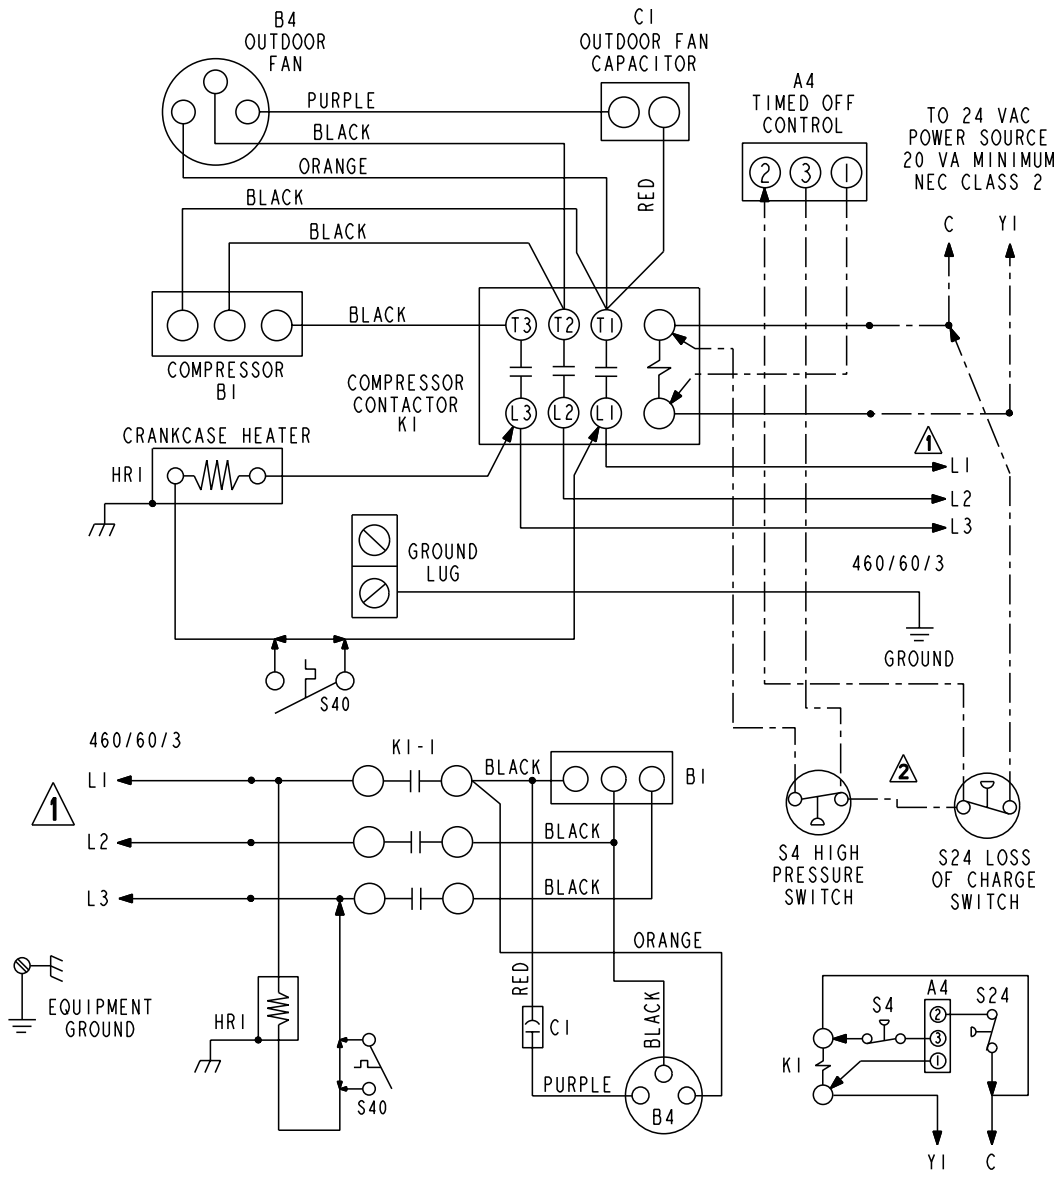 B4
OUTDOOR
FAN
C1
OUTDOOR FAN
CAPACITOR
A4
TIMED OFF
CONTROL
TO 24 VAC
POWER SOURCE
20 VA MINIMUM
NEC CLASS 2
PURPLE
BLACK
ORANGE
BLACK
BLACK
RED
2
3
1
C
Y1
BLACK
T3
T2
T1
COMPRESSOR
B1
COMPRESSOR
CONTACTOR
K1
L3
L2
L1
CRANKCASE HEATER
HR1
1
L1
L2
L3
460/60/3
GROUND
LUG
GROUND
S40
460/60/3
K1-1
L1
BLACK
B1
1
L2
BLACK
L3
BLACK
2
S4 HIGH
PRESSURE
SWITCH
S24 LOSS
OF CHARGE
SWITCH
ORANGE
RED
BLACK
EQUIPMENT
GROUND
HR1
C1
PURPLE
B4
S40
A4
S4
S24
2
3
1
K1
Y1
C